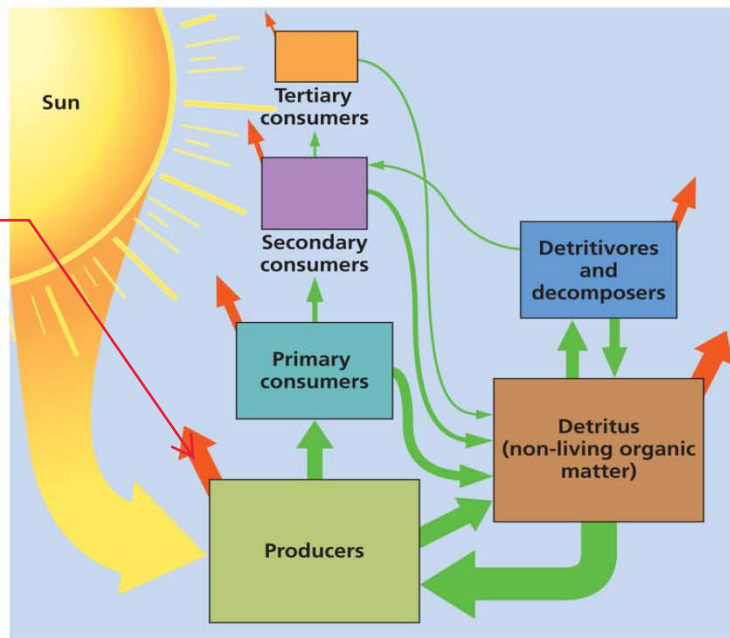 Sun
Tertiary
consumers
Secondary
consumers
Detritivores
and
decomposers
Primary
consumers
Detritus
(non-living organic
matter)
Producers